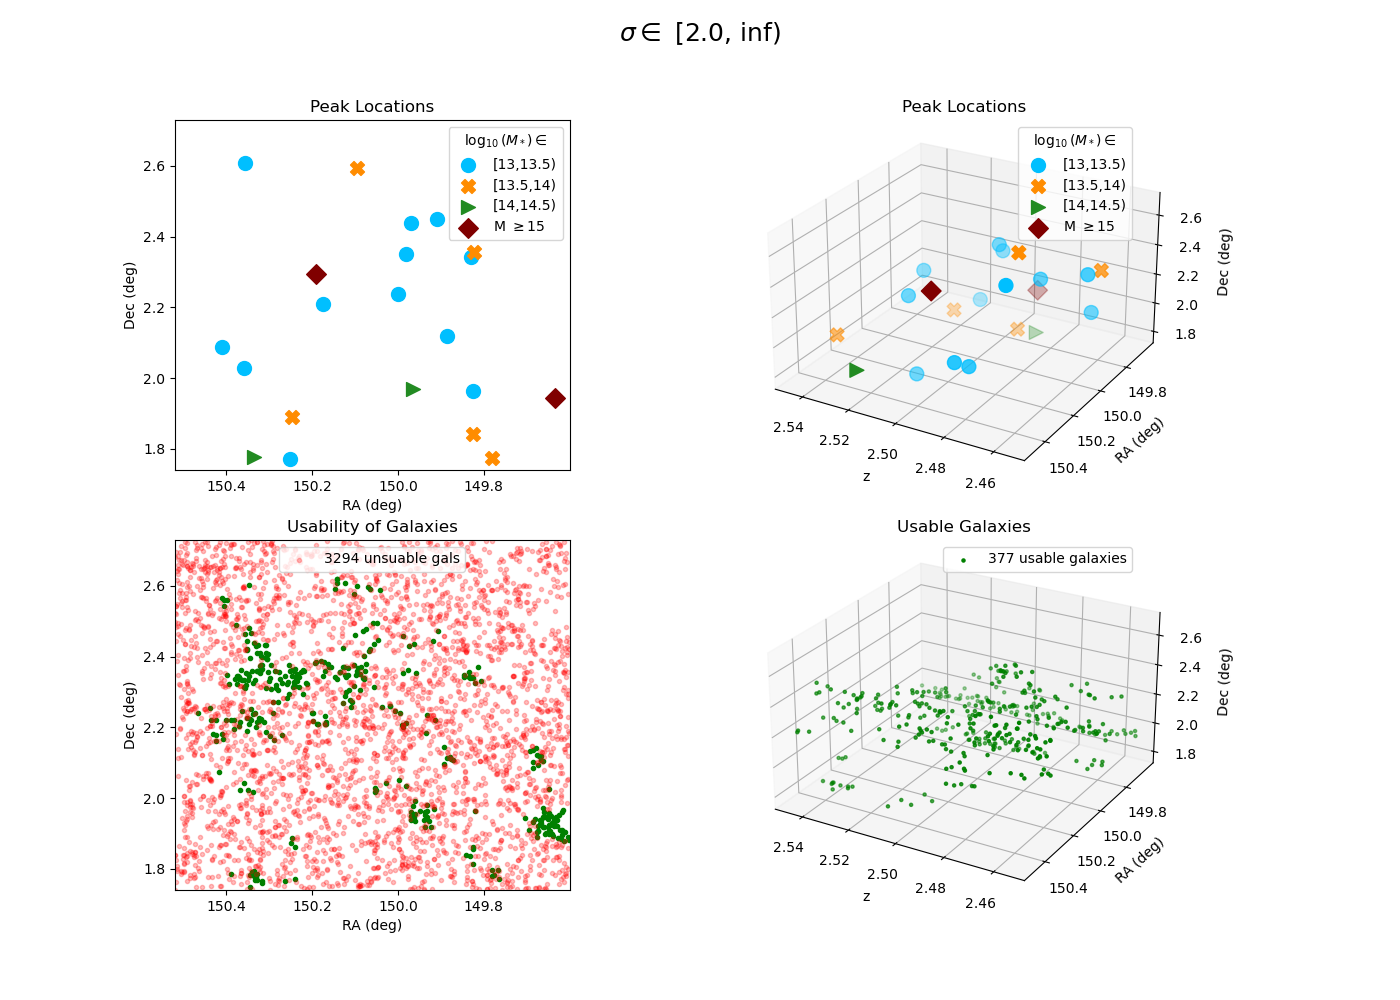 σ ∈ [2.0, inf)
Peak Locations
log₁₀(M*) ∈
[13,13.5)
[13.5,14)
[14,14.5)
M ≥15
2.6
2.4
2.2
2.0
1.8
Dec (deg)
150.4 150.2 150.0 149.8
RA (deg)
Peak Locations
log₁₀(M*) ∈
[13,13.5)
[13.5,14)
[14,14.5)
M ≥15
2.6
2.4
2.2
2.0
1.8
Dec (deg)
149.8
150.0
150.2
150.4
RA (deg)
2.54
2.52
2.50
2.48
2.46
z
Usability of Galaxies
3294 unsuable gals
2.6
2.4
2.2
2.0
1.8
Dec (deg)
150.4 150.2 150.0 149.8
RA (deg)
Usable Galaxies
377 usable galaxies
2.6
2.4
2.2
2.0
1.8
Dec (deg)
149.8
150.0
150.2
150.4
RA (deg)
2.54
2.52
2.50
2.48
2.46
z